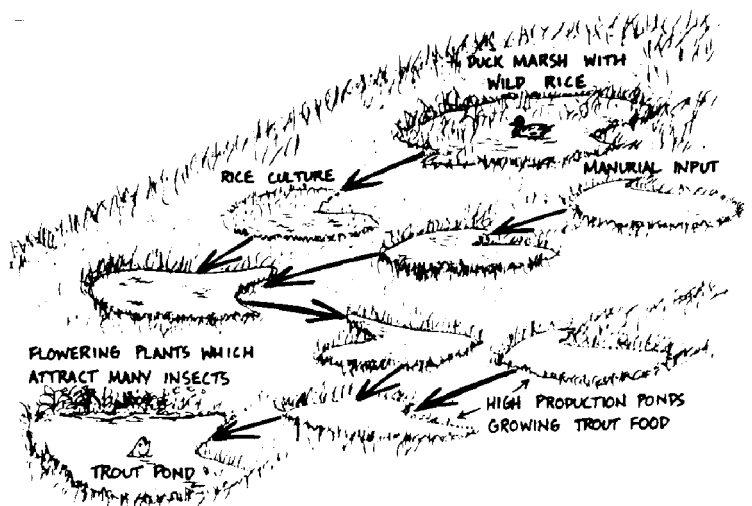 DUCK MARSH WITH
WILD RICE
RICE CULTURE
MANURIAL INPUT
FLOWERING PLANTS WHICH
ATTRACT MANY INSECTS
HIGH PRODUCTION PONDS
GROWING TROUT FOOD
TROUT POND